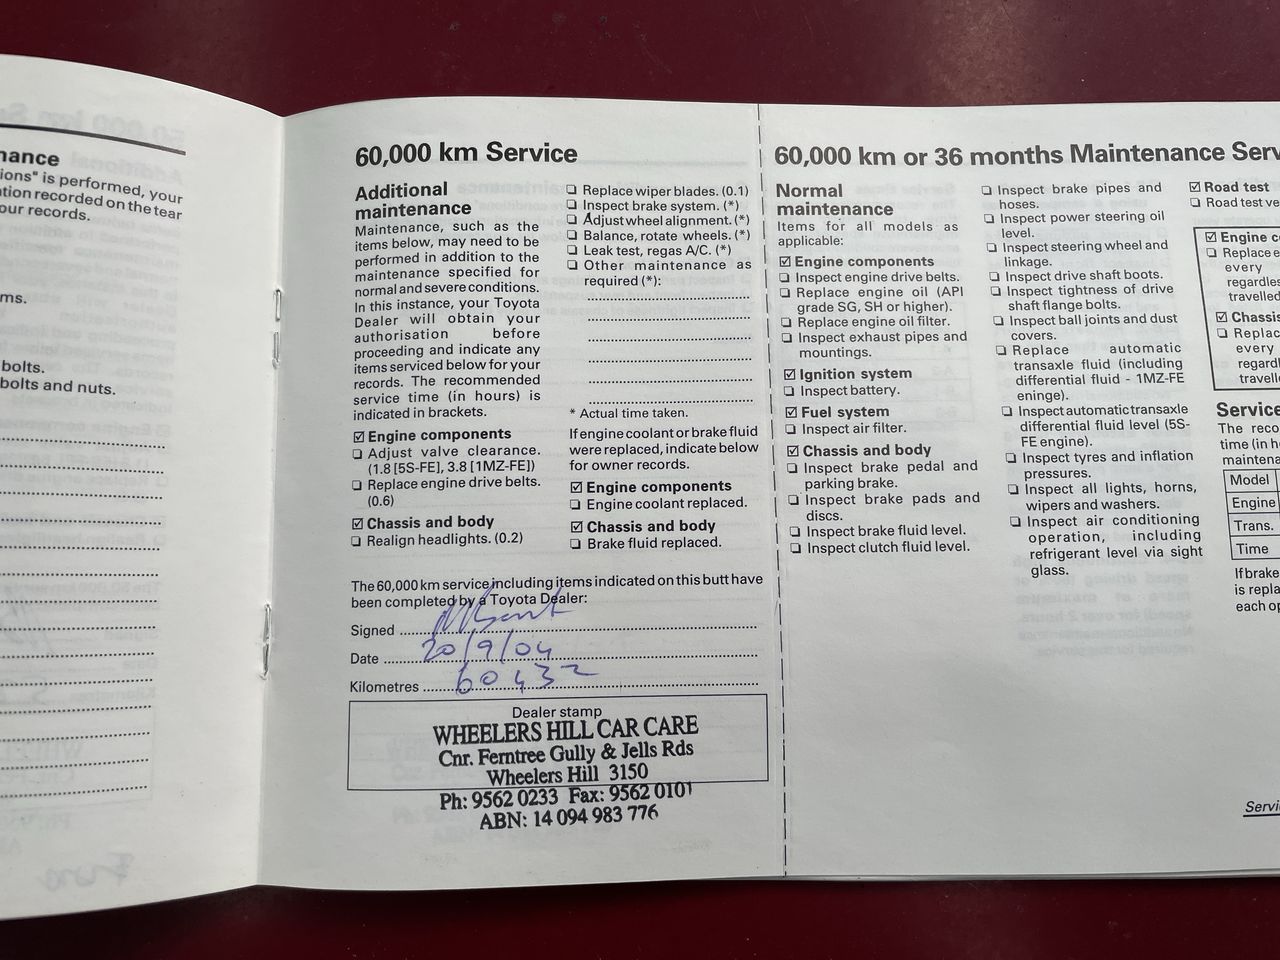 nance
ions" is performed, your
ation recorded on the tear
our records.
ms.
bolts.
bolts and nuts.
60,000 km Service
Additional
maintenance
Maintenance, such as the
items below, may need to be
performed in addition to the
maintenance specified for
normal and severe conditions.
In this instance, your Toyota
Dealer will obtain your
authorisation before
proceeding and indicate any
items serviced below for your
records. The recommended
service time (in hours) is
indicated in brackets.
☑ Engine components
❏ Adjust valve clearance.
(1.8 [5S-FE], 3.8 [1MZ-FE])
❏ Replace engine drive belts.
(0.6)
☑ Chassis and body
❏ Realign headlights. (0.2)
❏ Replace wiper blades. (0.1)
❏ Inspect brake system. (*)
❏ Adjust wheel alignment. (*)
❏ Balance, rotate wheels. (*)
❏ Leak test, regas A/C. (*)
❏ Other maintenance as
required (*):
* Actual time taken.
If engine coolant or brake fluid
were replaced, indicate below
for owner records.
☑ Engine components
❏ Engine coolant replaced.
☑ Chassis and body
❏ Brake fluid replaced.
The 60,000 km service including items indicated on this butt have
been completed by a Toyota Dealer:
Signed
Date 20/9/04
Kilometres 60432
Dealer stamp
WHEELERS HILL CAR CARE
Cnr. Ferntree Gully & Jells Rds
Wheelers Hill 3150
Ph: 9562 0233 Fax: 9562 0101
ABN: 14 094 983 776
60,000 km or 36 months Maintenance Serv
Normal
maintenance
Items for all models as
applicable:
☑ Engine components
❏ Inspect engine drive belts.
❏ Replace engine oil (API
grade SG, SH or higher).
❏ Replace engine oil filter.
❏ Inspect exhaust pipes and
mountings.
☑ Ignition system
❏ Inspect battery.
☑ Fuel system
❏ Inspect air filter.
☑ Chassis and body
❏ Inspect brake pedal and
parking brake.
❏ Inspect brake pads and
discs.
❏ Inspect brake fluid level.
❏ Inspect clutch fluid level.
❏ Inspect brake pipes and
hoses.
❏ Inspect power steering oil
level.
❏ Inspect steering wheel and
linkage.
❏ Inspect drive shaft boots.
❏ Inspect tightness of drive
shaft flange bolts.
❏ Inspect ball joints and dust
covers.
❏ Replace automatic
transaxle fluid (including
differential fluid - 1MZ-FE
eninge).
❏ Inspect automatic transaxle
differential fluid level (5S-
FE engine).
❏ Inspect tyres and inflation
pressures.
❏ Inspect all lights, horns,
wipers and washers.
❏ Inspect air conditioning
operation, including
refrigerant level via sight
glass.
☑ Road test
❏ Road test ve
☑ Engine co
❏ Replace e
every
regardles
travelled
☑ Chassis
❏ Replac
every
regardl
travelle
Service
The reco
time (in h
maintena
Model
Engine
Trans.
Time
If brake
is repla
each op
Servi